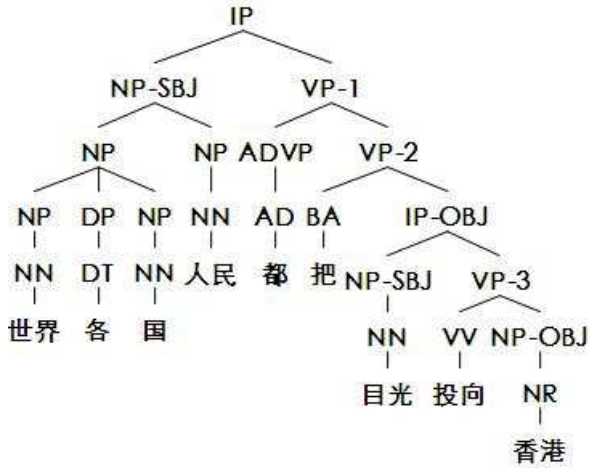 IP
NP-SBJ VP-1
NP NP ADVP VP-2
NP DP NP NN AD BA IP-OBJ
NN DT NN 人民 都 把 NP-SBJ VP-3
世界 各 国 NN VV NP-OBJ
目光 投向 NR
香港